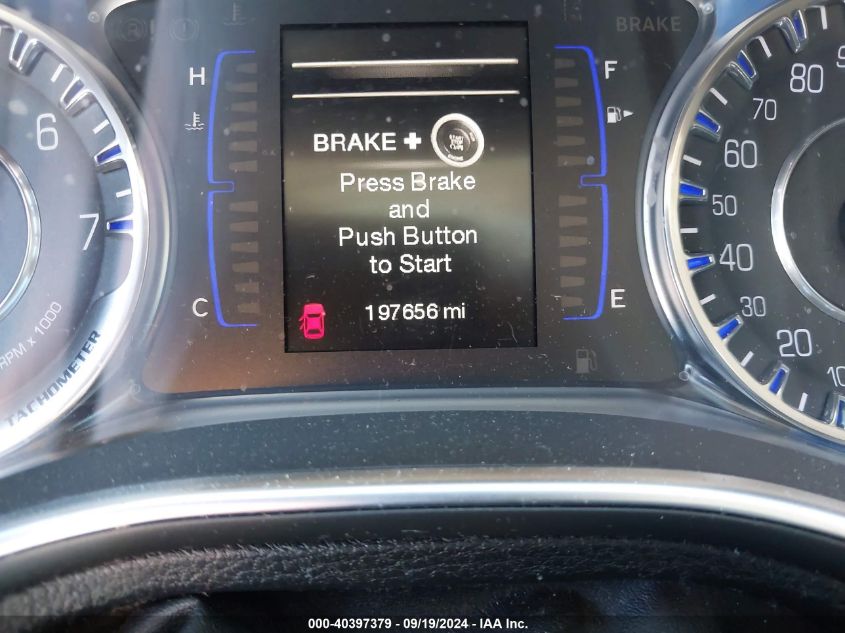 BRAKE
H
F
BRAKE +
Press Brake
and
Push Button
to Start
C
E
197656 mi
6
7
RPM x 1000
TACHOMETER
80
70
60
50
40
30
20
10
000-40397379 - 09/19/2024 - IAA, Inc.